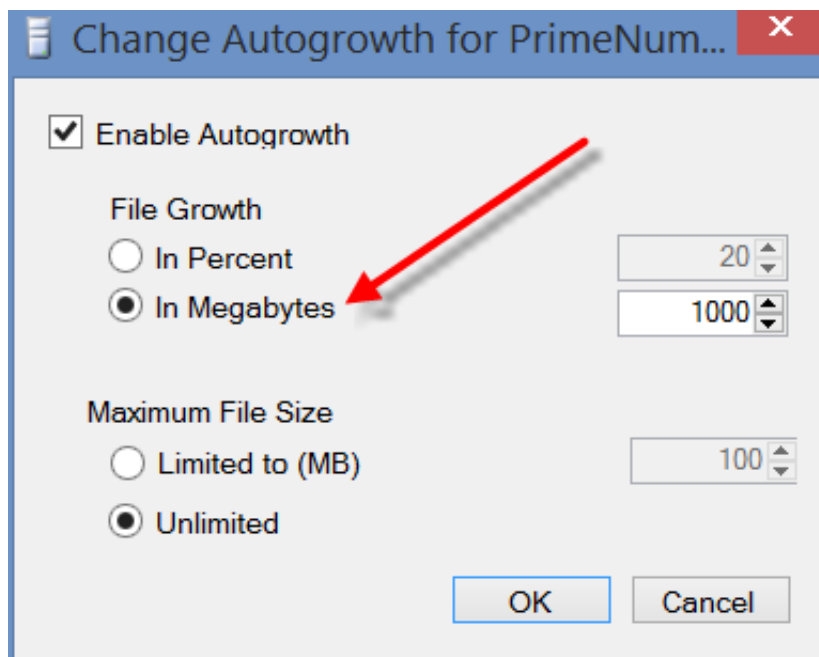 Change Autogrowth for PrimeNum...
Enable Autogrowth
File Growth
In Percent 20
In Megabytes 1000
Maximum File Size
Limited to (MB) 100
Unlimited
OK Cancel